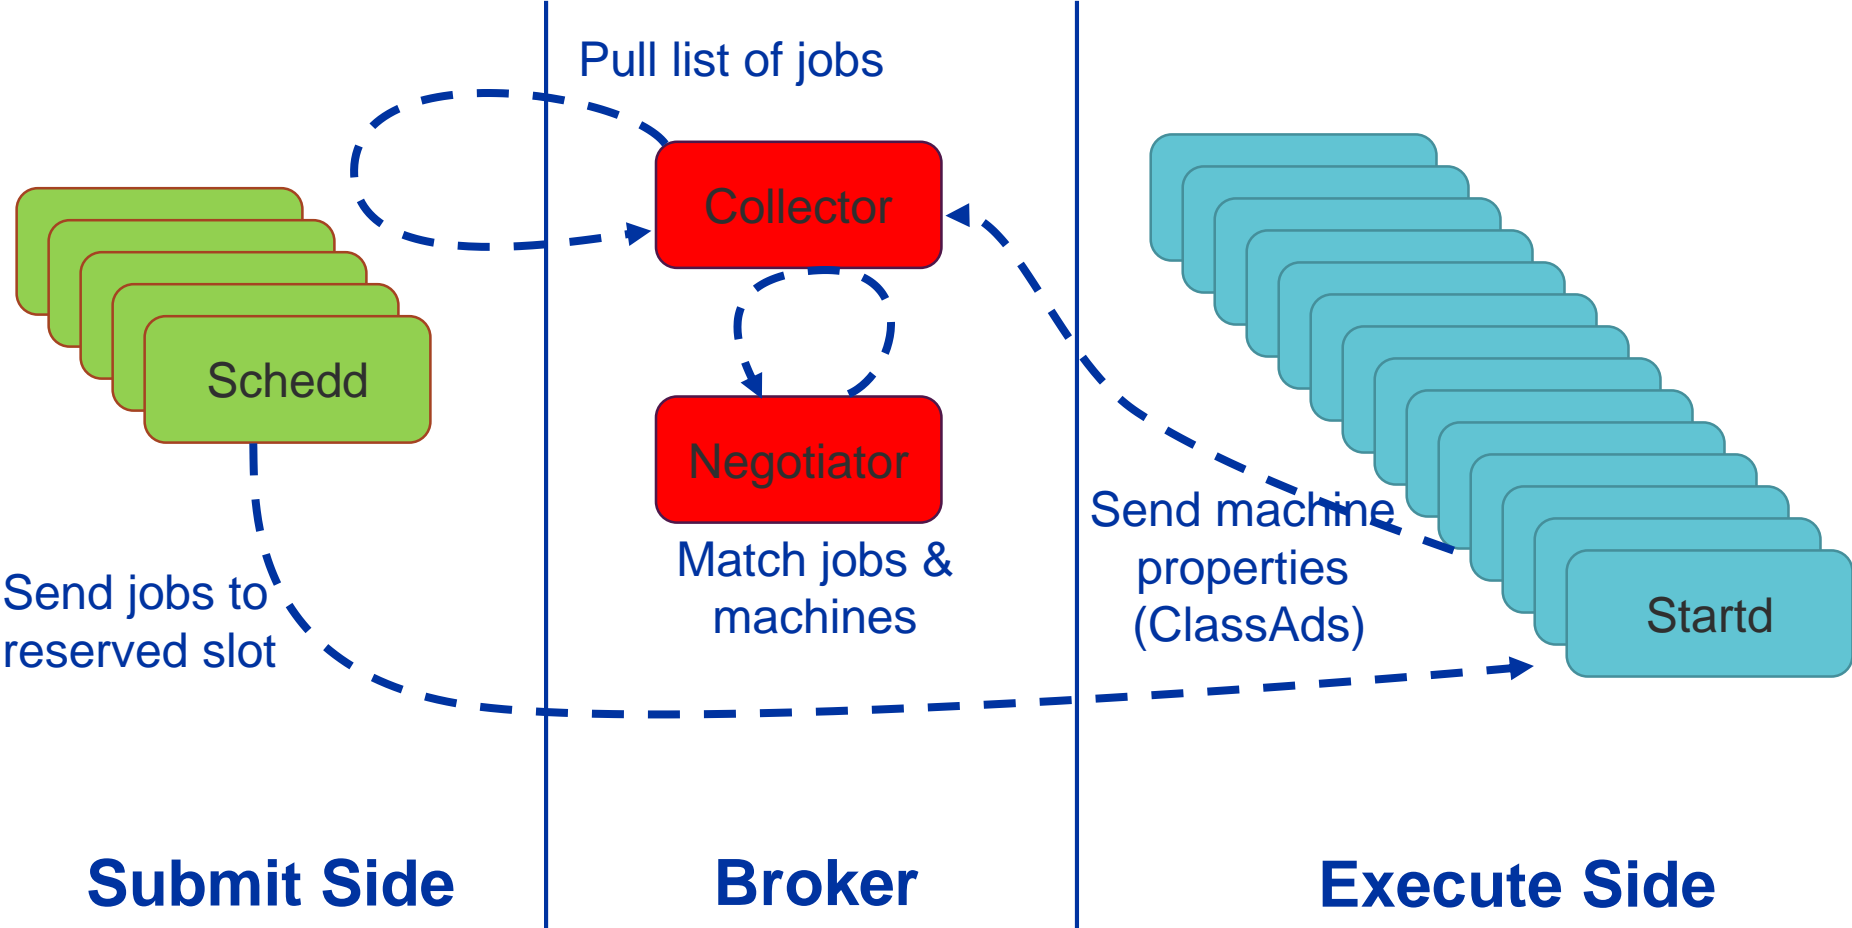 Pull list of jobs
Collector
Schedd
Negotiator
Match jobs &
machines
Send jobs to
reserved slot
Send machine
properties
(ClassAds)
Startd
Submit Side
Broker
Execute Side